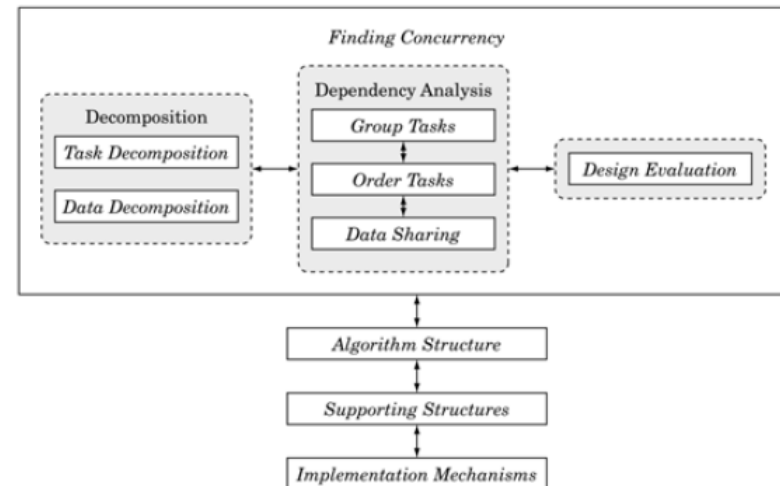 Finding Concurrency
Decomposition
Task Decomposition
Data Decomposition
Dependency Analysis
Group Tasks
Order Tasks
Data Sharing
Design Evaluation
Algorithm Structure
Supporting Structures
Implementation Mechanisms